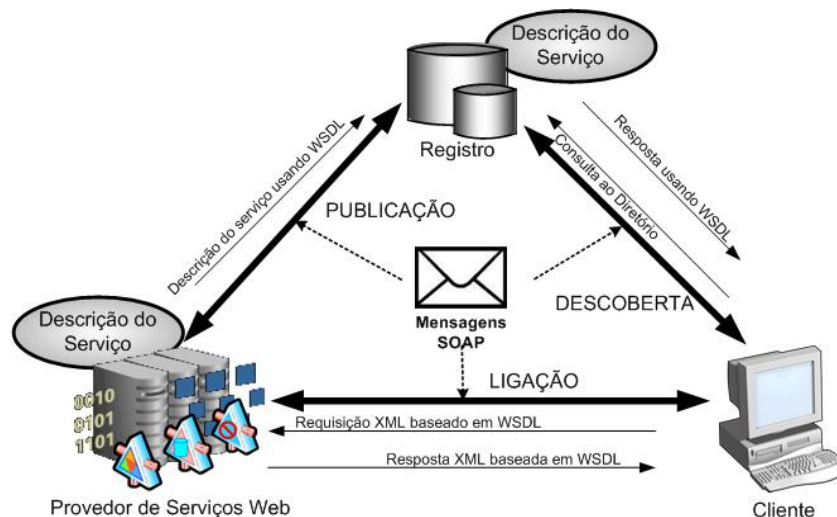 Descrição do
Serviço
Registro
Descrição do serviço usando WSDL
PUBLICAÇÃO
Consulta ao Diretório
Resposta usando WSDL
DESCOBERTA
Mensagens
SOAP
Descrição do
Serviço
0010
0101
1101
LIGAÇÃO
Requisição XML baseado em WSDL
Resposta XML baseada em WSDL
Provedor de Serviços Web
Cliente